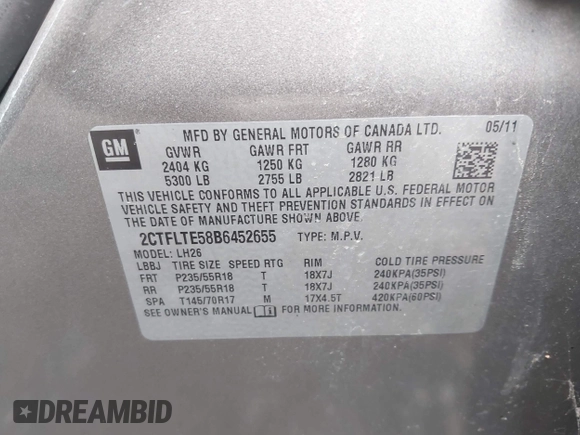 GM
MFD BY GENERAL MOTORS OF CANADA LTD. 05/11
GVWR GAWR FRT GAWR RR
2404 KG 1250 KG 1280 KG
5300 LB 2755 LB 2821 LB
THIS VEHICLE CONFORMS TO ALL APPLICABLE U.S. FEDERAL MOTOR
VEHICLE SAFETY AND THEFT PREVENTION STANDARDS IN EFFECT ON
THE DATE OF MANUFACTURE SHOWN ABOVE.
2CTFLTE58B6452655 TYPE: M.P.V.
MODEL: LH26
LBBJ TIRE SIZE SPEED RTG RIM COLD TIRE PRESSURE
FRT P235/55R18 T 18X7J 240KPA(35PSI)
RR P235/55R18 T 18X7J 240KPA(35PSI)
SPA T145/70R17 M 17X4.5T 420KPA(60PSI)
SEE OWNER'S MANUAL FOR MORE INFORMATION.
DREAMBID